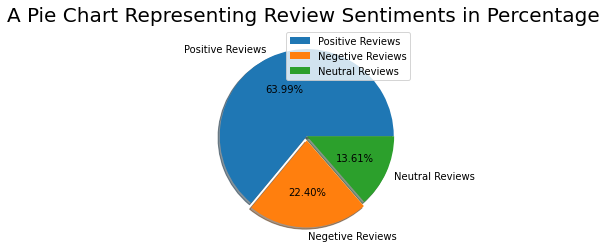 A Pie Chart Representing Review Sentiments in Percentage
Positive Reviews
Positive Reviews
Negetive Reviews
Neutral Reviews
63.99%
13.61%
Neutral Reviews
22.40%
Negetive Reviews